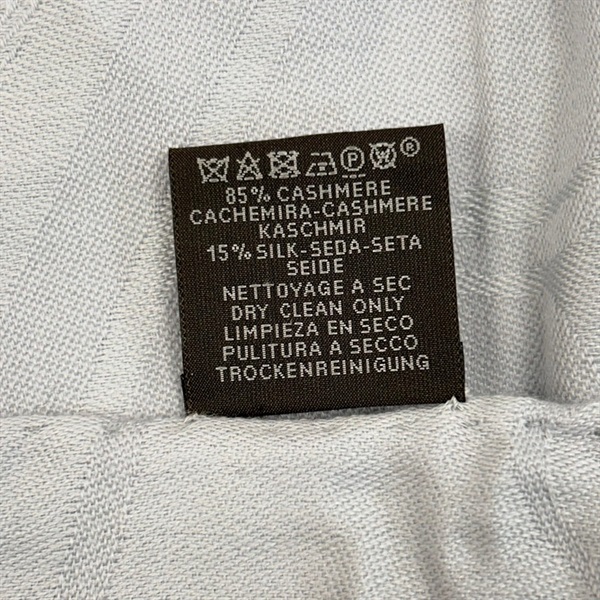 P W ®
85% CASHMERE
CACHEMIRA-CASHMERE
KASCHMIR
15% SILK-SEDA-SETA
SEIDE
NETTOYAGE A SEC
DRY CLEAN ONLY
LIMPIEZA EN SECO
PULITURA A SECCO
TROCKENREINIGUNG